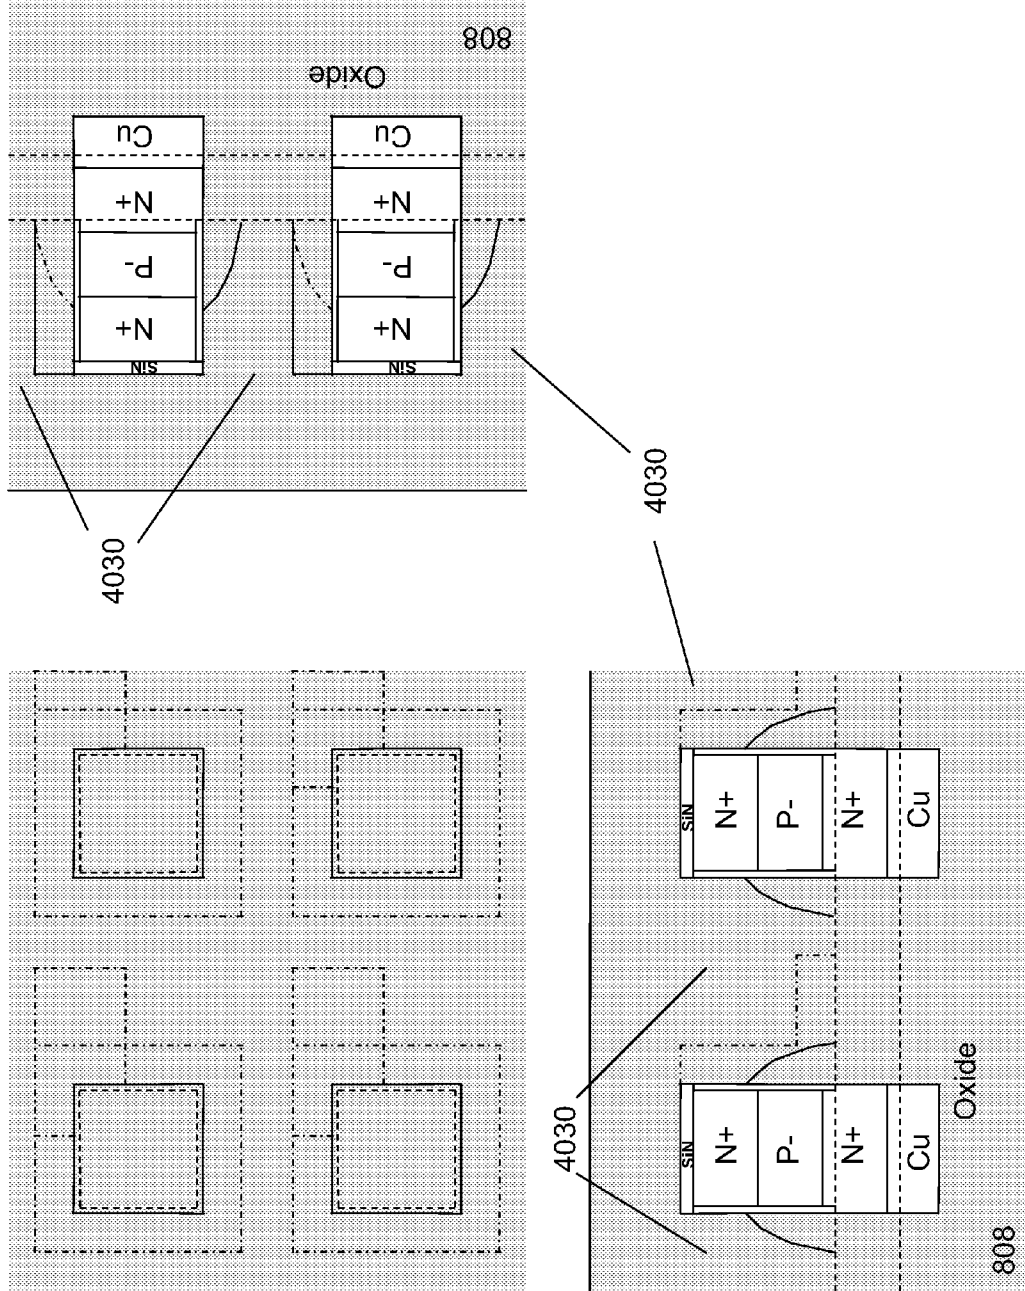 808
Oxide
Cu
Cu
N+
N+
P-
P-
N+
N+
SiN
SiN
4030
4030
SiN
N+
P-
N+
Cu
4030
SiN
N+
P-
N+
Cu
Oxide
808